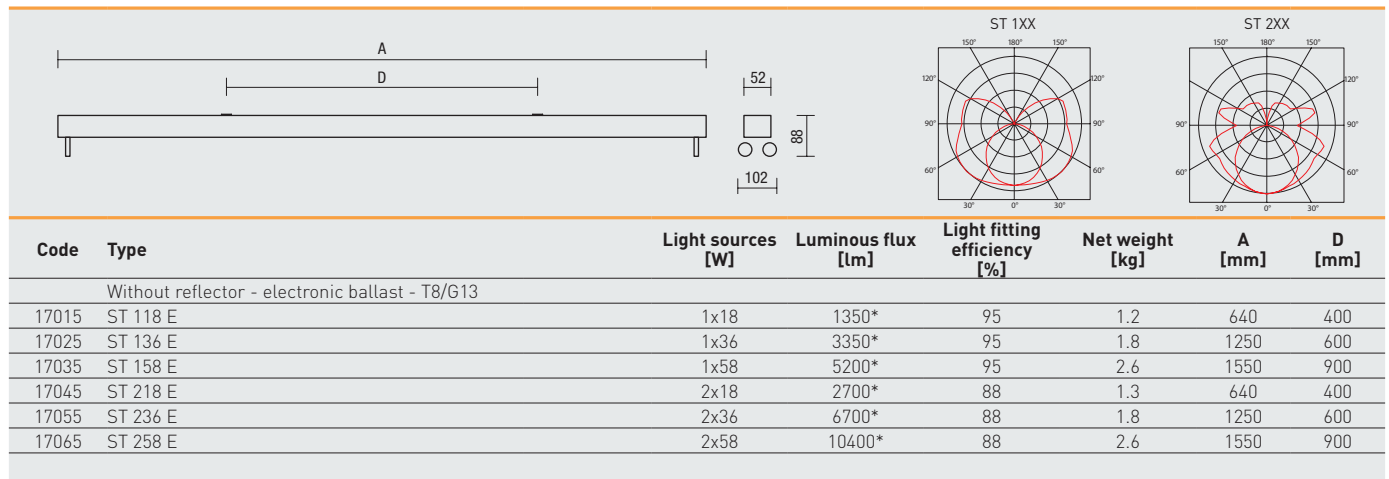 ST 1XX
ST 2XX
A
D
52
88
102
150° 180° 150°
120° 120°
90° 90°
60° 60°
30° 0° 30°
150° 180° 150°
120° 120°
90° 90°
60° 60°
30° 0° 30°
Code Type Light sources [W] Luminous flux [lm] Light fitting efficiency [%] Net weight [kg] A [mm] D [mm]
Without reflector - electronic ballast - T8/G13
17015 ST 118 E 1x18 1350* 95 1.2 640 400
17025 ST 136 E 1x36 3350* 95 1.8 1250 600
17035 ST 158 E 1x58 5200* 95 2.6 1550 900
17045 ST 218 E 2x18 2700* 88 1.3 640 400
17055 ST 236 E 2x36 6700* 88 1.8 1250 600
17065 ST 258 E 2x58 10400* 88 2.6 1550 900